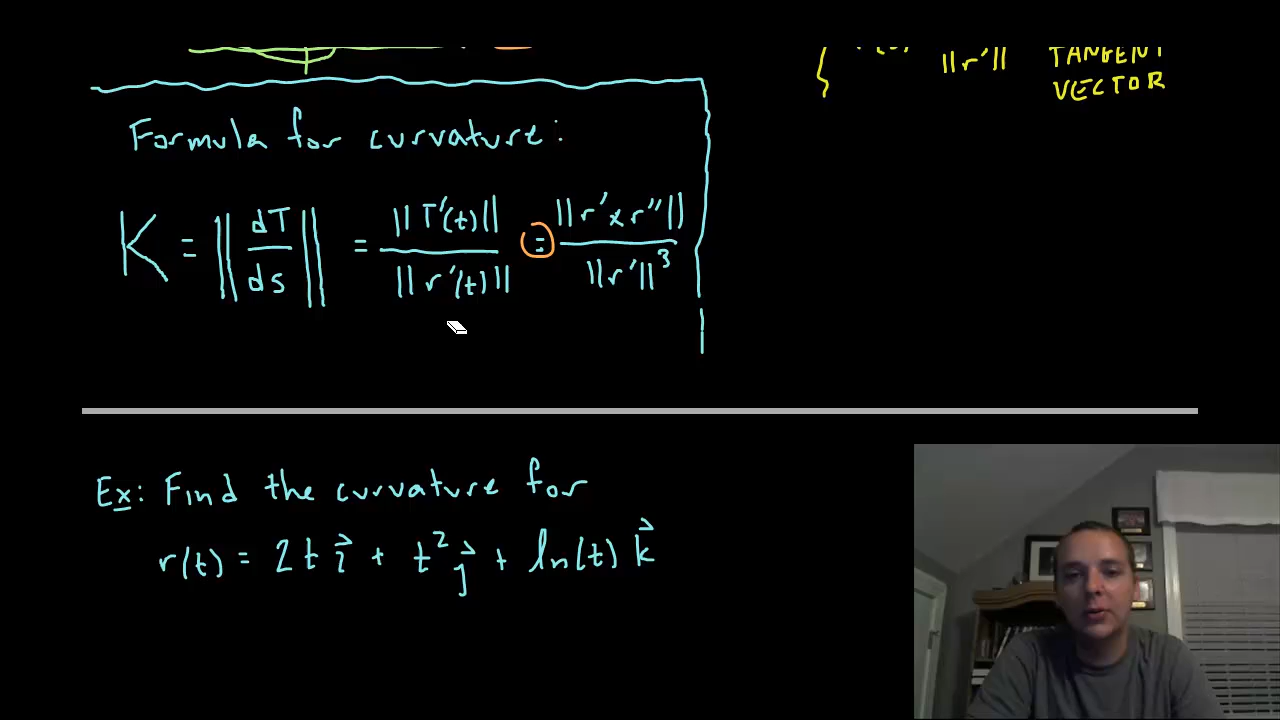 ||r'|| TANGENT
VECTOR
Formula for curvature:
K = ||dT/ds|| = ||T'(t)||/||r'(t)|| = ||r' x r''||/||r'||³
Ex: Find the curvature for
r(t) = 2t i⃗ + t² j⃗ + ln(t) k⃗